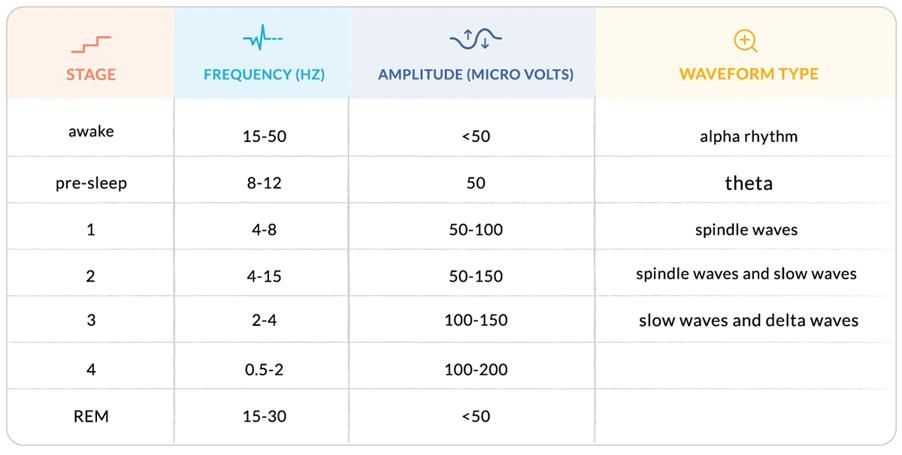 STAGE FREQUENCY (HZ) AMPLITUDE (MICRO VOLTS) WAVEFORM TYPE
awake 15-50 <50 alpha rhythm
pre-sleep 8-12 50 theta
1 4-8 50-100 spindle waves
2 4-15 50-150 spindle waves and slow waves
3 2-4 100-150 slow waves and delta waves
4 0.5-2 100-200
REM 15-30 <50